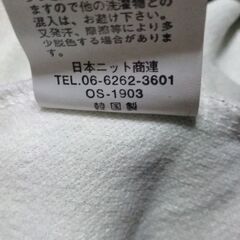 ますので他の洗濯物との
混入は、お避け下さい。
又発汗、摩擦等により多
少脱色する場合があり
ます。
日本ニット商連
TEL.06-6262-3601
OS-1903
韓国製